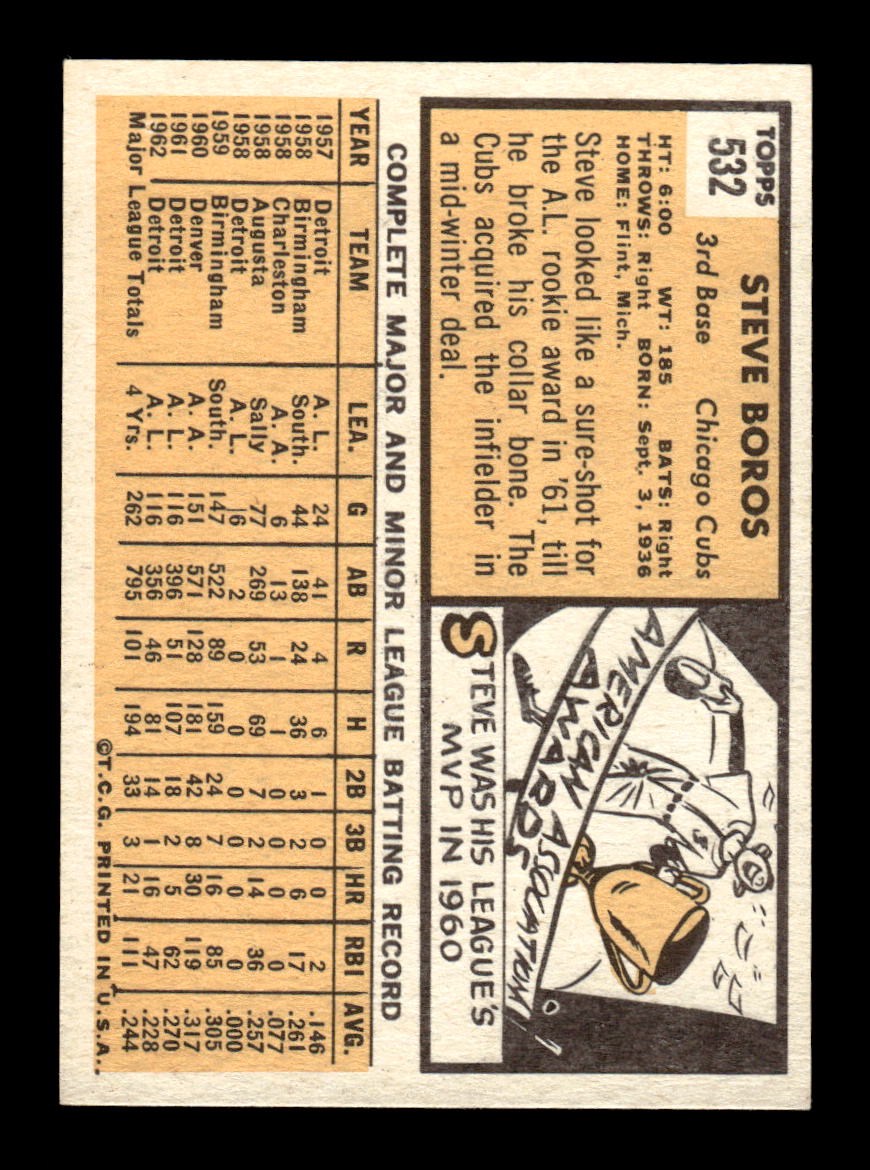 TOPPS
532
STEVE BOROS
3rd Base Chicago Cubs
HT: 6:00 WT: 185 BATS: Right
THROWS: Right BORN: Sept. 3, 1936
HOME: Flint, Mich.
Steve looked like a sure-shot for
the A.L. rookie award in '61, till
he broke his collar bone. The
Cubs acquired the infielder in
a mid-winter deal.
AMERICAN ASSOCIATION
AWARDS
STEVE WAS HIS LEAGUE'S
MVP IN 1960
COMPLETE MAJOR AND MINOR LEAGUE BATTING RECORD
YEAR TEAM LEA. G AB R H 2B 3B HR RBI AVG.
1957 Detroit A. L. 24 41 4 6 1 0 0 2 .146
1958 Birmingham South. 44 138 24 36 3 2 6 17 .261
1958 Charleston A. A. 6 13 1 1 0 0 0 0 .077
1958 Augusta Sally 77 269 53 69 7 2 14 36 .257
1958 Detroit A. L. 6 2 0 0 0 0 0 0 .000
1959 Birmingham South. 147 522 89 159 24 7 16 85 .305
1960 Denver A. A. 151 571 128 181 42 8 30 119 .317
1961 Detroit A. L. 116 396 51 107 18 2 5 62 .270
1962 Detroit A. L. 116 356 46 81 14 1 16 47 .228
Major League Totals 4 Yrs. 262 795 101 194 33 3 21 111 .244
©T.C.G. PRINTED IN U.S.A.